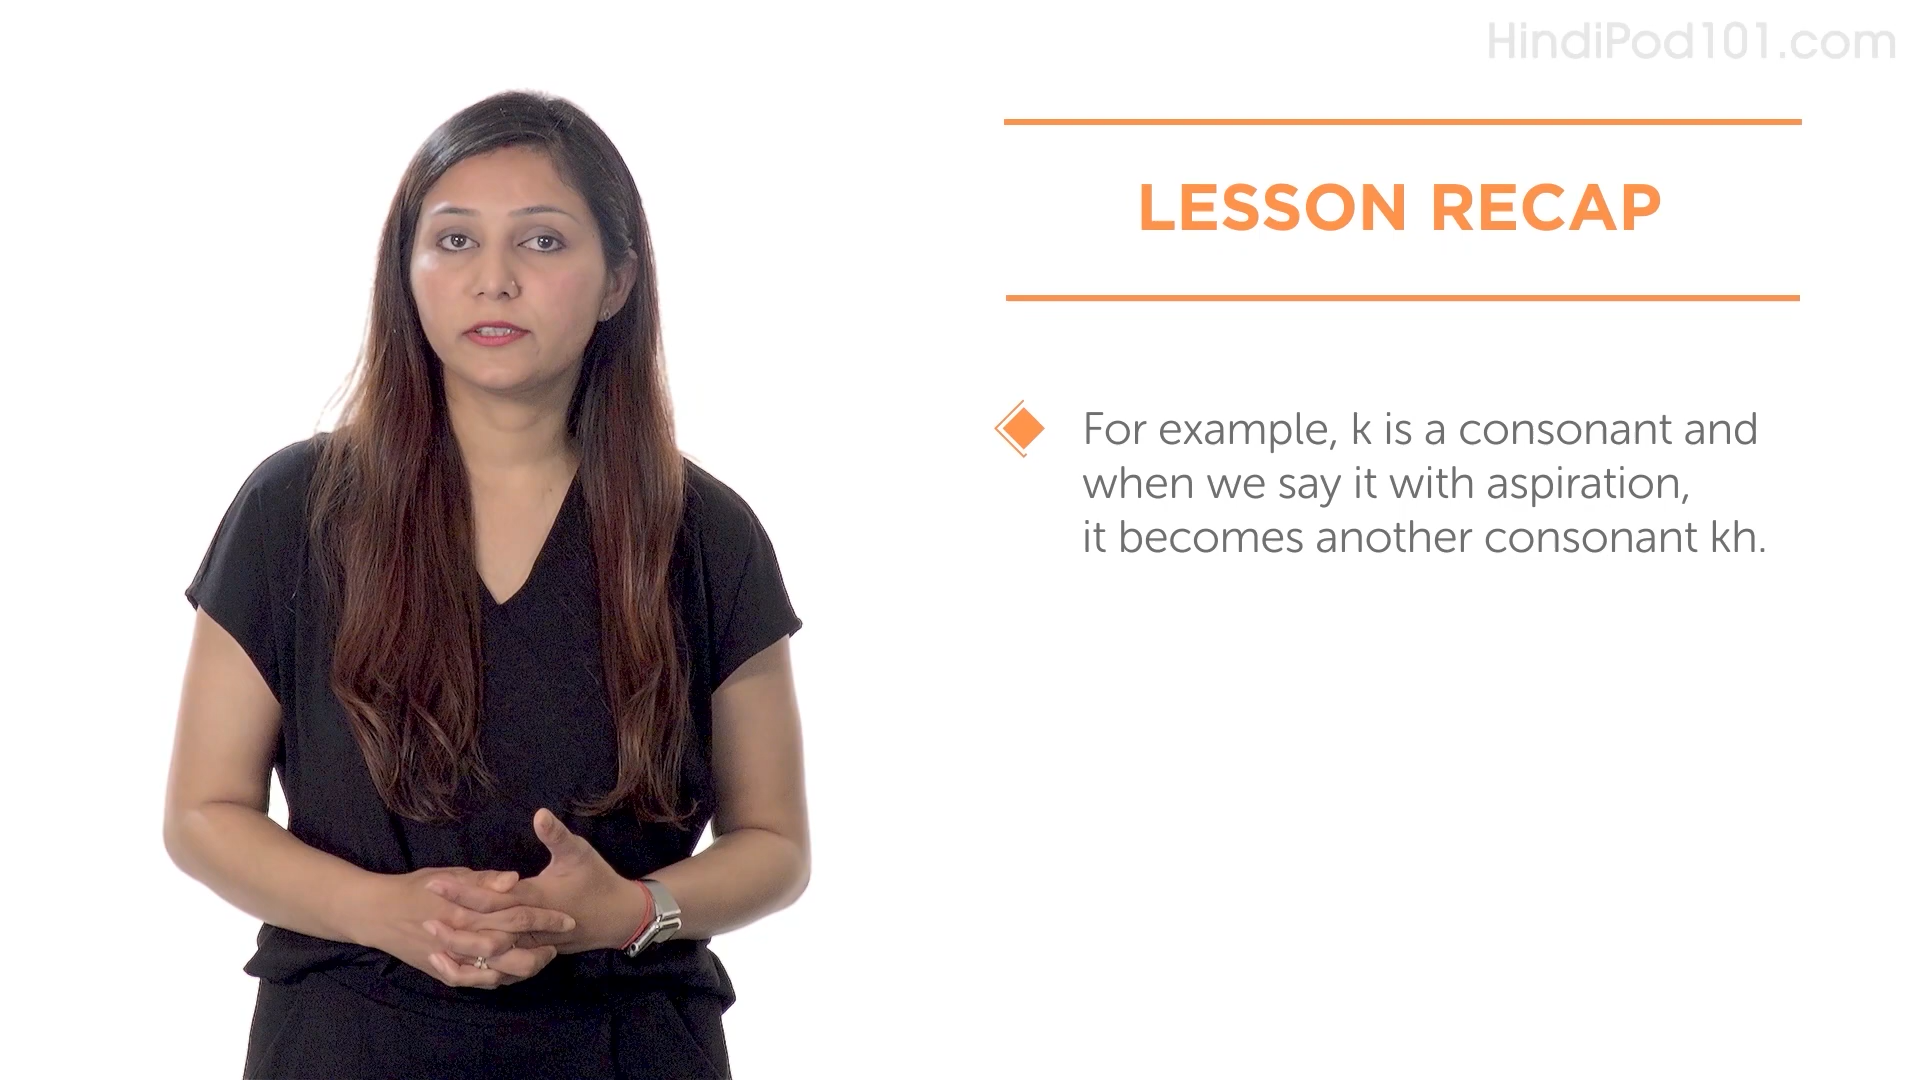 HindiPod101.com
LESSON RECAP
For example, k is a consonant and
when we say it with aspiration,
it becomes another consonant kh.